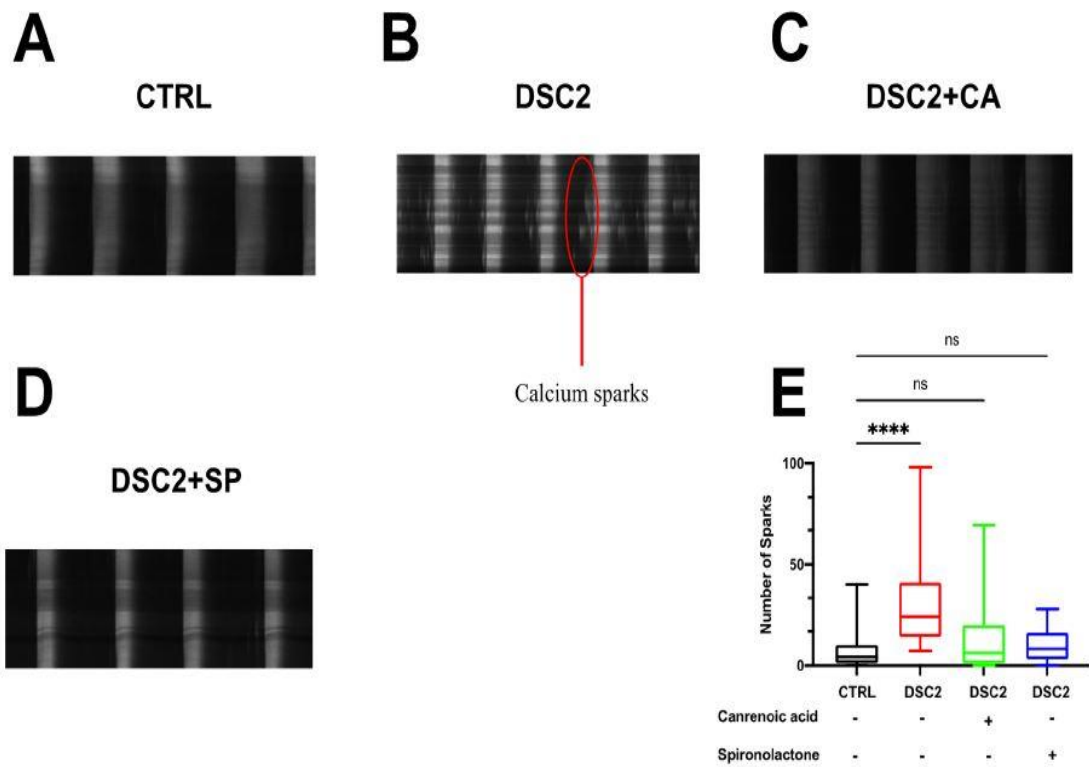 A
B
C
CTRL
DSC2
DSC2+CA
Calcium sparks
D
DSC2+SP
E
ns
ns
****
Number of Sparks
100
50
0
CTRL DSC2 DSC2 DSC2
Canrenoic acid - - + -
Spironolactone - - - +